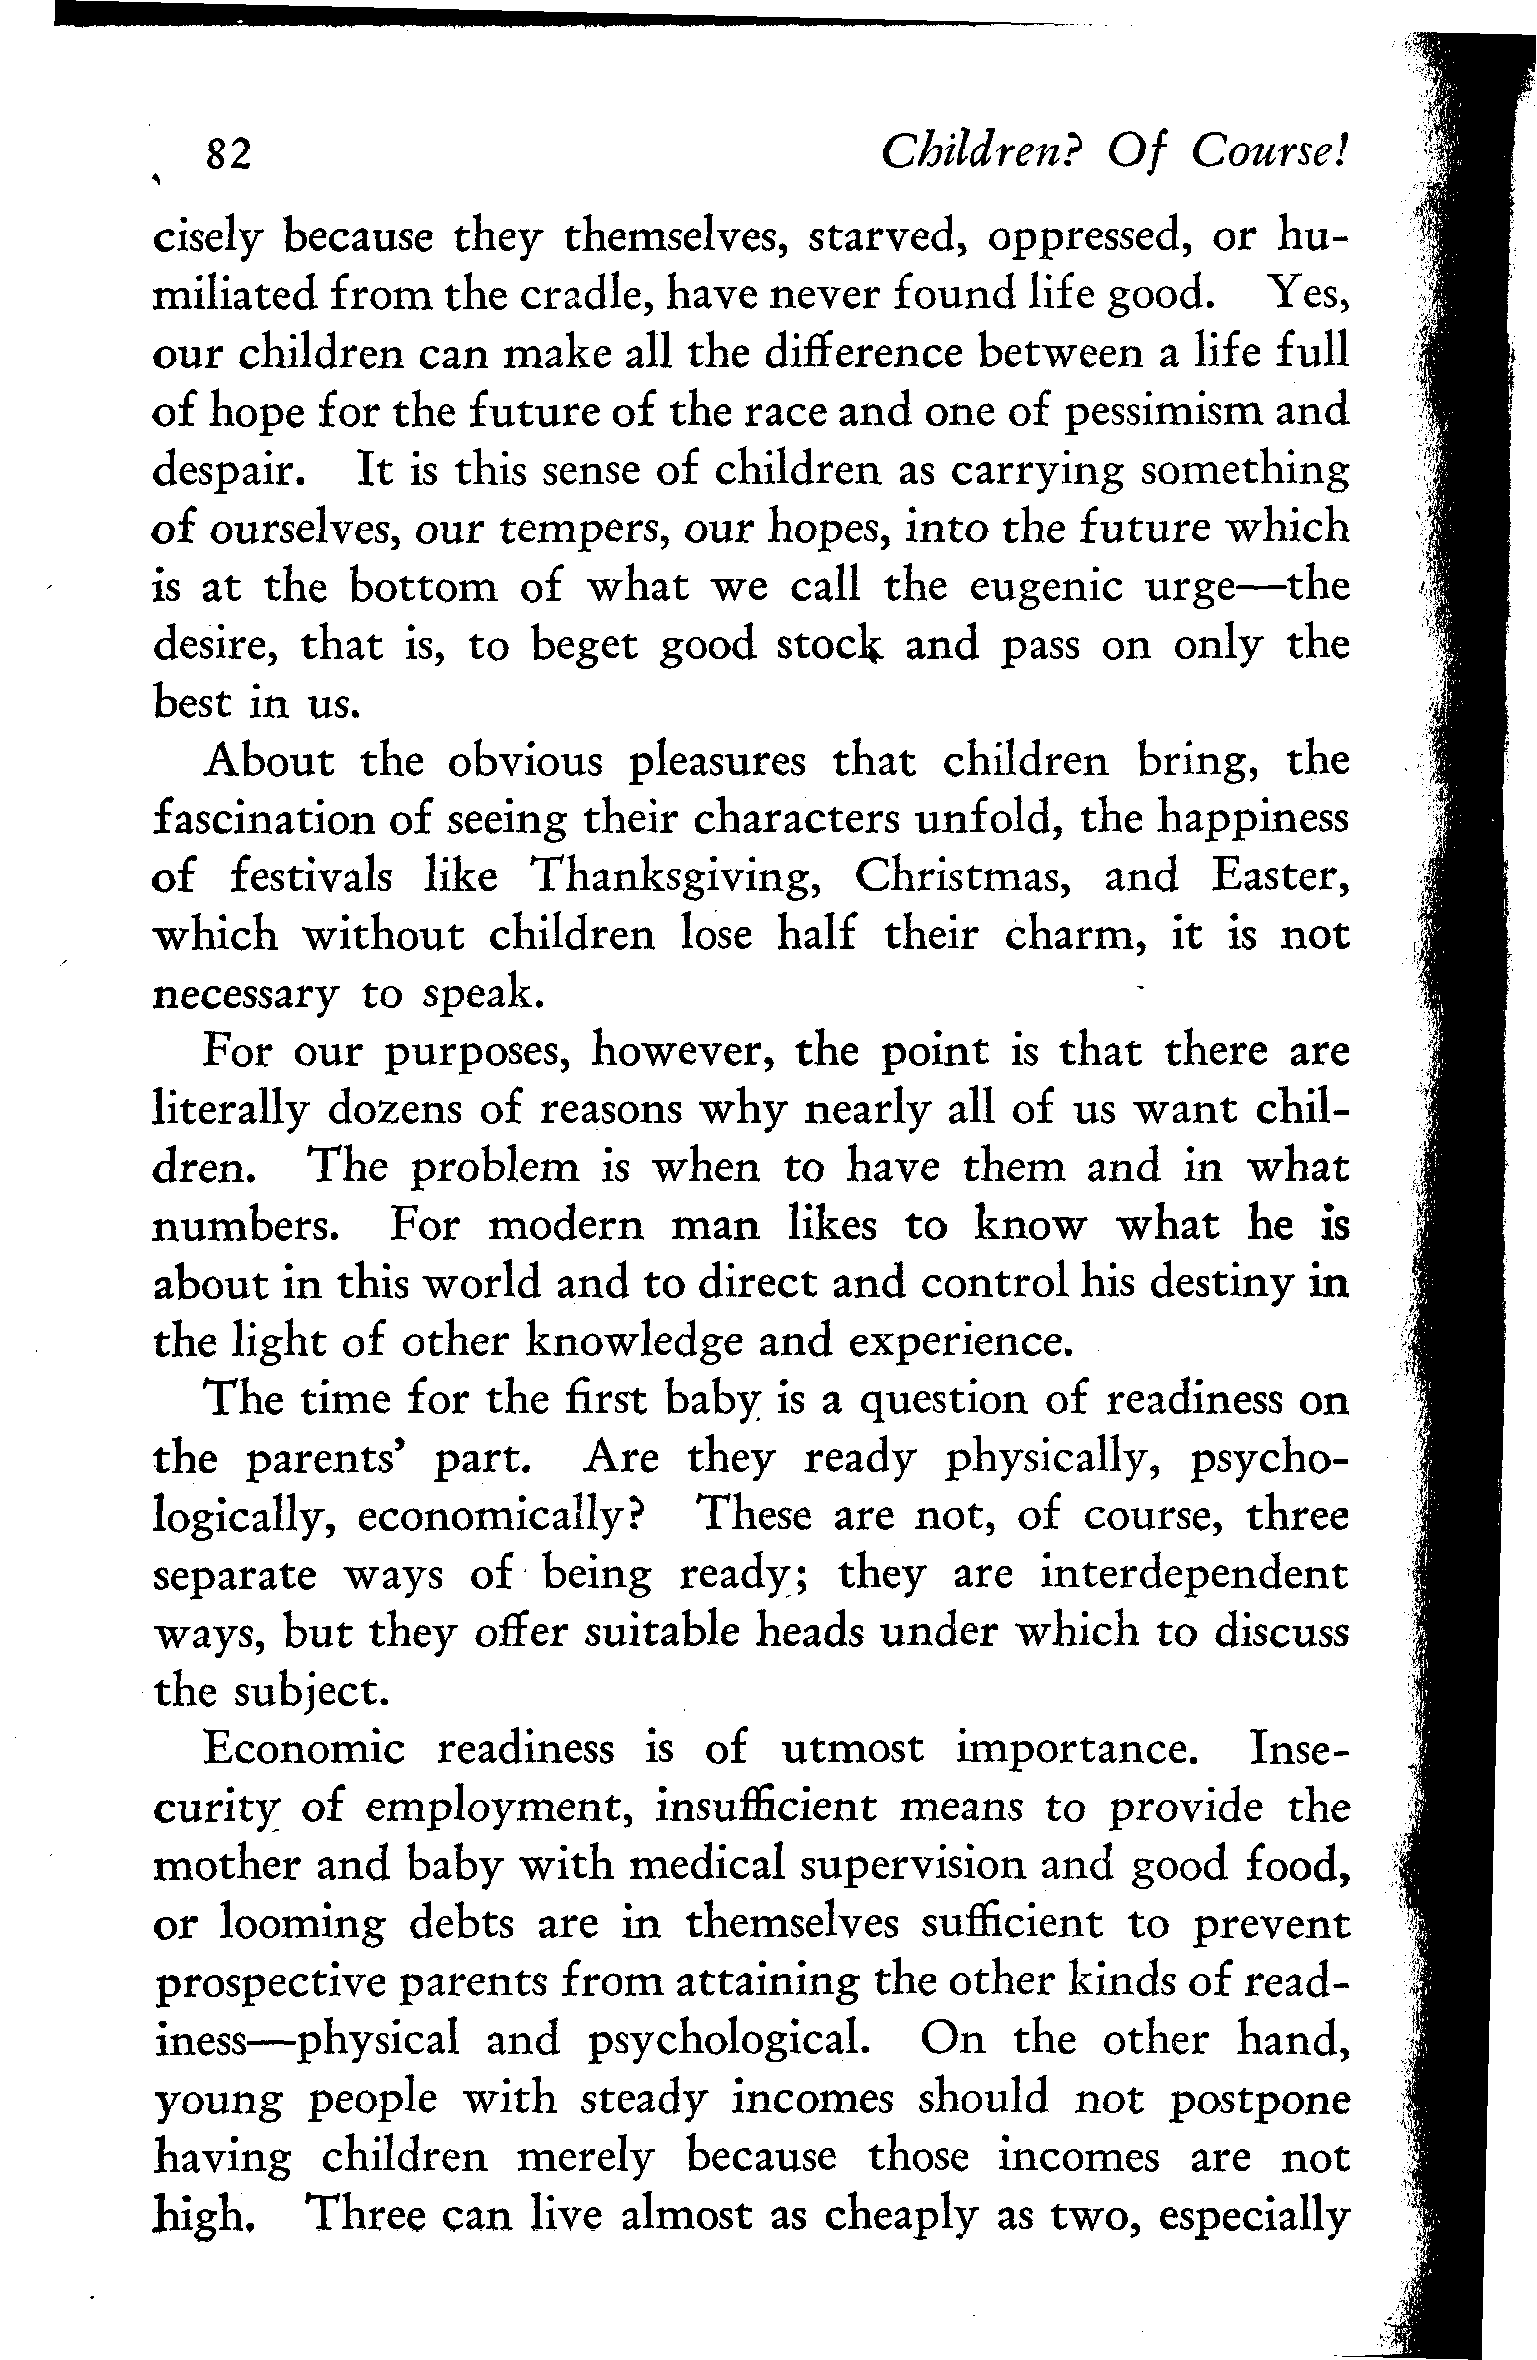 82 Children? Of Course!
cisely because they themselves, starved, oppressed, or hu-
miliated from the cradle, have never found life good. Yes,
our children can make all the difference between a life full
of hope for the future of the race and one of pessimism and
despair. It is this sense of children as carrying something
of ourselves, our tempers, our hopes, into the future which
is at the bottom of what we call the eugenic urge—the
desire, that is, to beget good stock and pass on only the
best in us.
About the obvious pleasures that children bring, the
fascination of seeing their characters unfold, the happiness
of festivals like Thanksgiving, Christmas, and Easter,
which without children lose half their charm, it is not
necessary to speak.
For our purposes, however, the point is that there are
literally dozens of reasons why nearly all of us want chil-
dren. The problem is when to have them and in what
numbers. For modern man likes to know what he is
about in this world and to direct and control his destiny in
the light of other knowledge and experience.
The time for the first baby is a question of readiness on
the parents' part. Are they ready physically, psycho-
logically, economically? These are not, of course, three
separate ways of being ready; they are interdependent
ways, but they offer suitable heads under which to discuss
the subject.
Economic readiness is of utmost importance. Inse-
curity of employment, insufficient means to provide the
mother and baby with medical supervision and good food,
or looming debts are in themselves sufficient to prevent
prospective parents from attaining the other kinds of read-
iness—physical and psychological. On the other hand,
young people with steady incomes should not postpone
having children merely because those incomes are not
high. Three can live almost as cheaply as two, especially